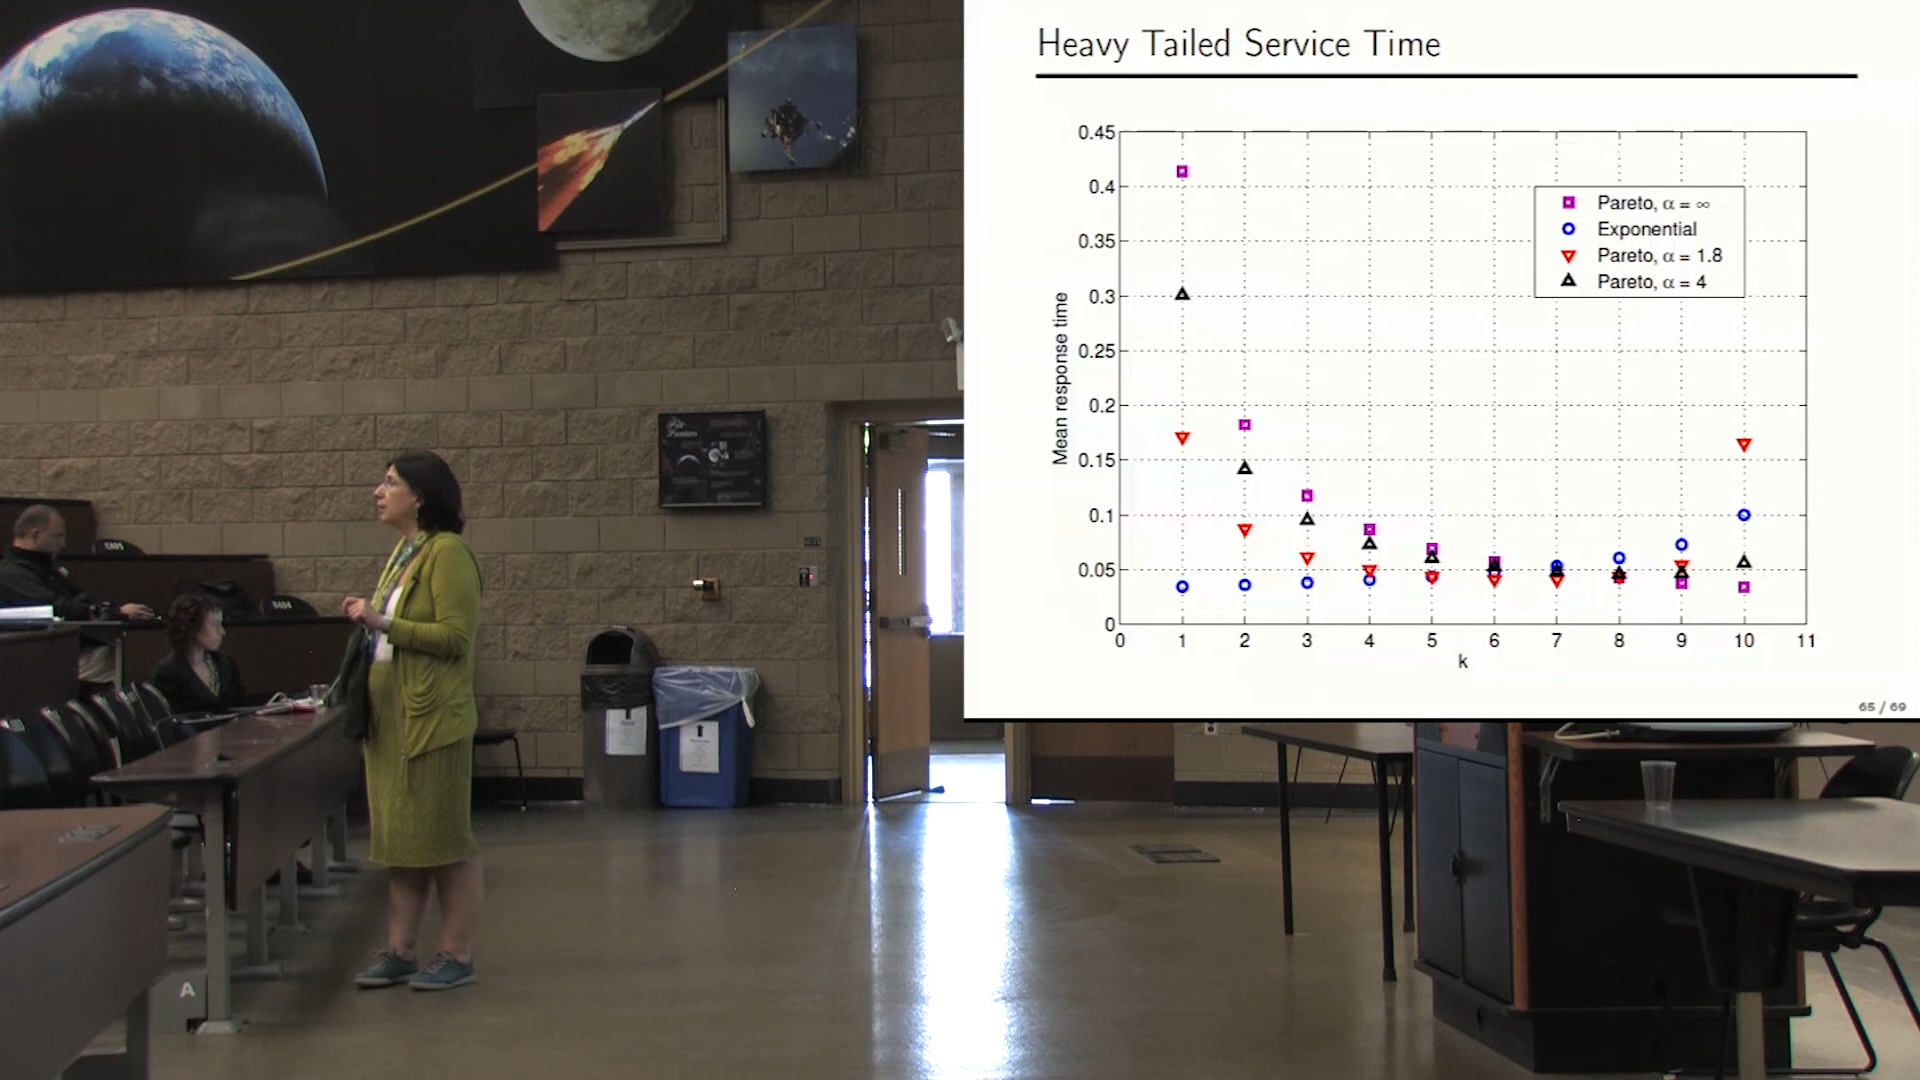 Heavy Tailed Service Time
0.45
0.4
0.35
0.3
0.25
0.2
0.15
0.1
0.05
0
Mean response time
Pareto, α = ∞
Exponential
Pareto, α = 1.8
Pareto, α = 4
0 1 2 3 4 5 6 7 8 9 10 11
k
65 / 69
A